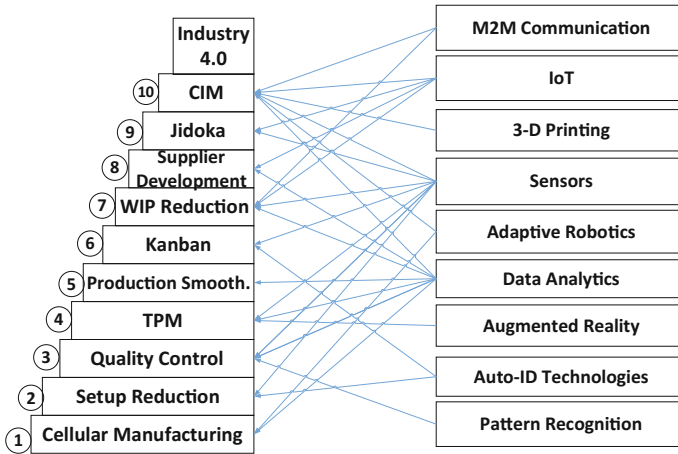 Industry
4.0
10
CIM
9
Jidoka
8
Supplier
Development
7
WIP Reduction
6
Kanban
5
Production Smooth.
4
TPM
3
Quality Control
2
Setup Reduction
1
Cellular Manufacturing
M2M Communication
IoT
3-D Printing
Sensors
Adaptive Robotics
Data Analytics
Augmented Reality
Auto-ID Technologies
Pattern Recognition